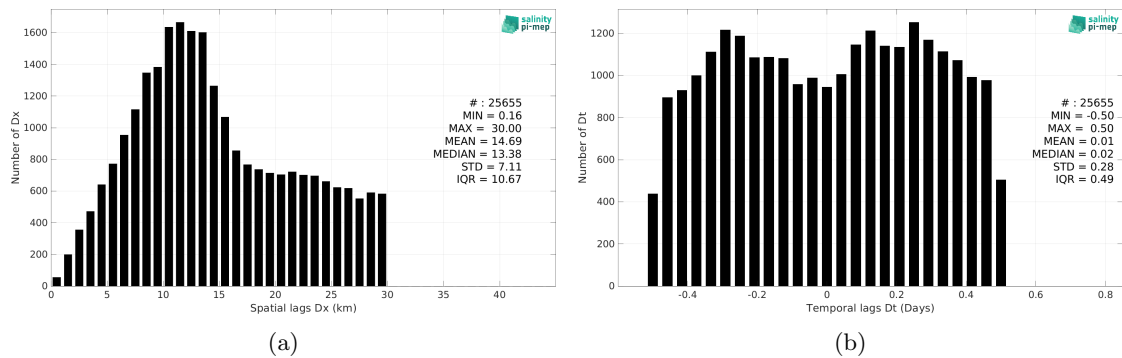 1600
1400
1200
1000
800
600
400
200
0
Number of Dx
0 5 10 15 20 25 30 35 40
Spatial lags Dx (km)
salinity
pi-mep
# : 25655
MIN = 0.16
MAX = 30.00
MEAN = 14.69
MEDIAN = 13.38
STD = 7.11
IQR = 10.67
(a)
1200
1000
800
600
400
200
0
Number of Dt
-0.4 -0.2 0 0.2 0.4 0.6 0.8
Temporal lags Dt (Days)
salinity
pi-mep
# : 25655
MIN = -0.50
MAX = 0.50
MEAN = 0.01
MEDIAN = 0.02
STD = 0.28
IQR = 0.49
(b)